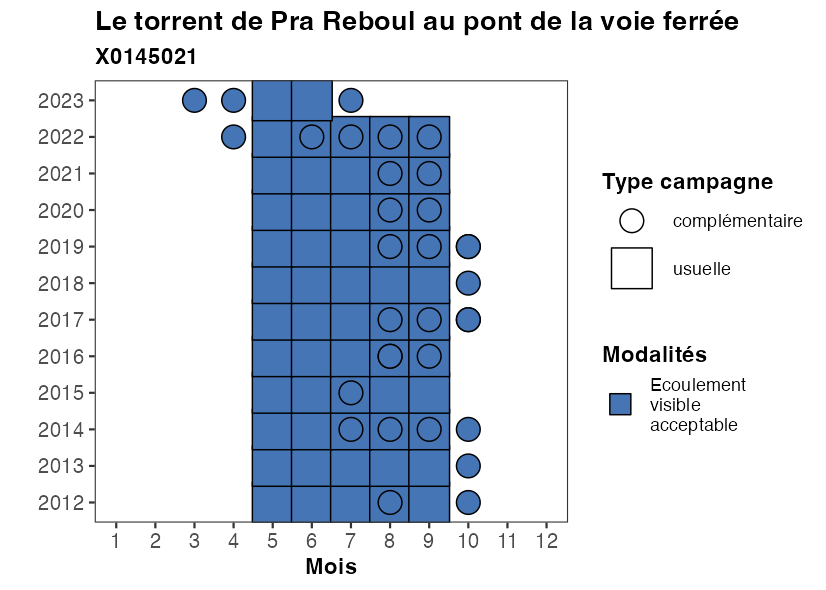 Le torrent de Pra Reboul au pont de la voie ferrée
X0145021
2023
2022
2021
2020
2019
2018
2017
2016
2015
2014
2013
2012
1 2 3 4 5 6 7 8 9 10 11 12
Mois
Type campagne
complémentaire
usuelle
Modalités
Ecoulement
visible
acceptable